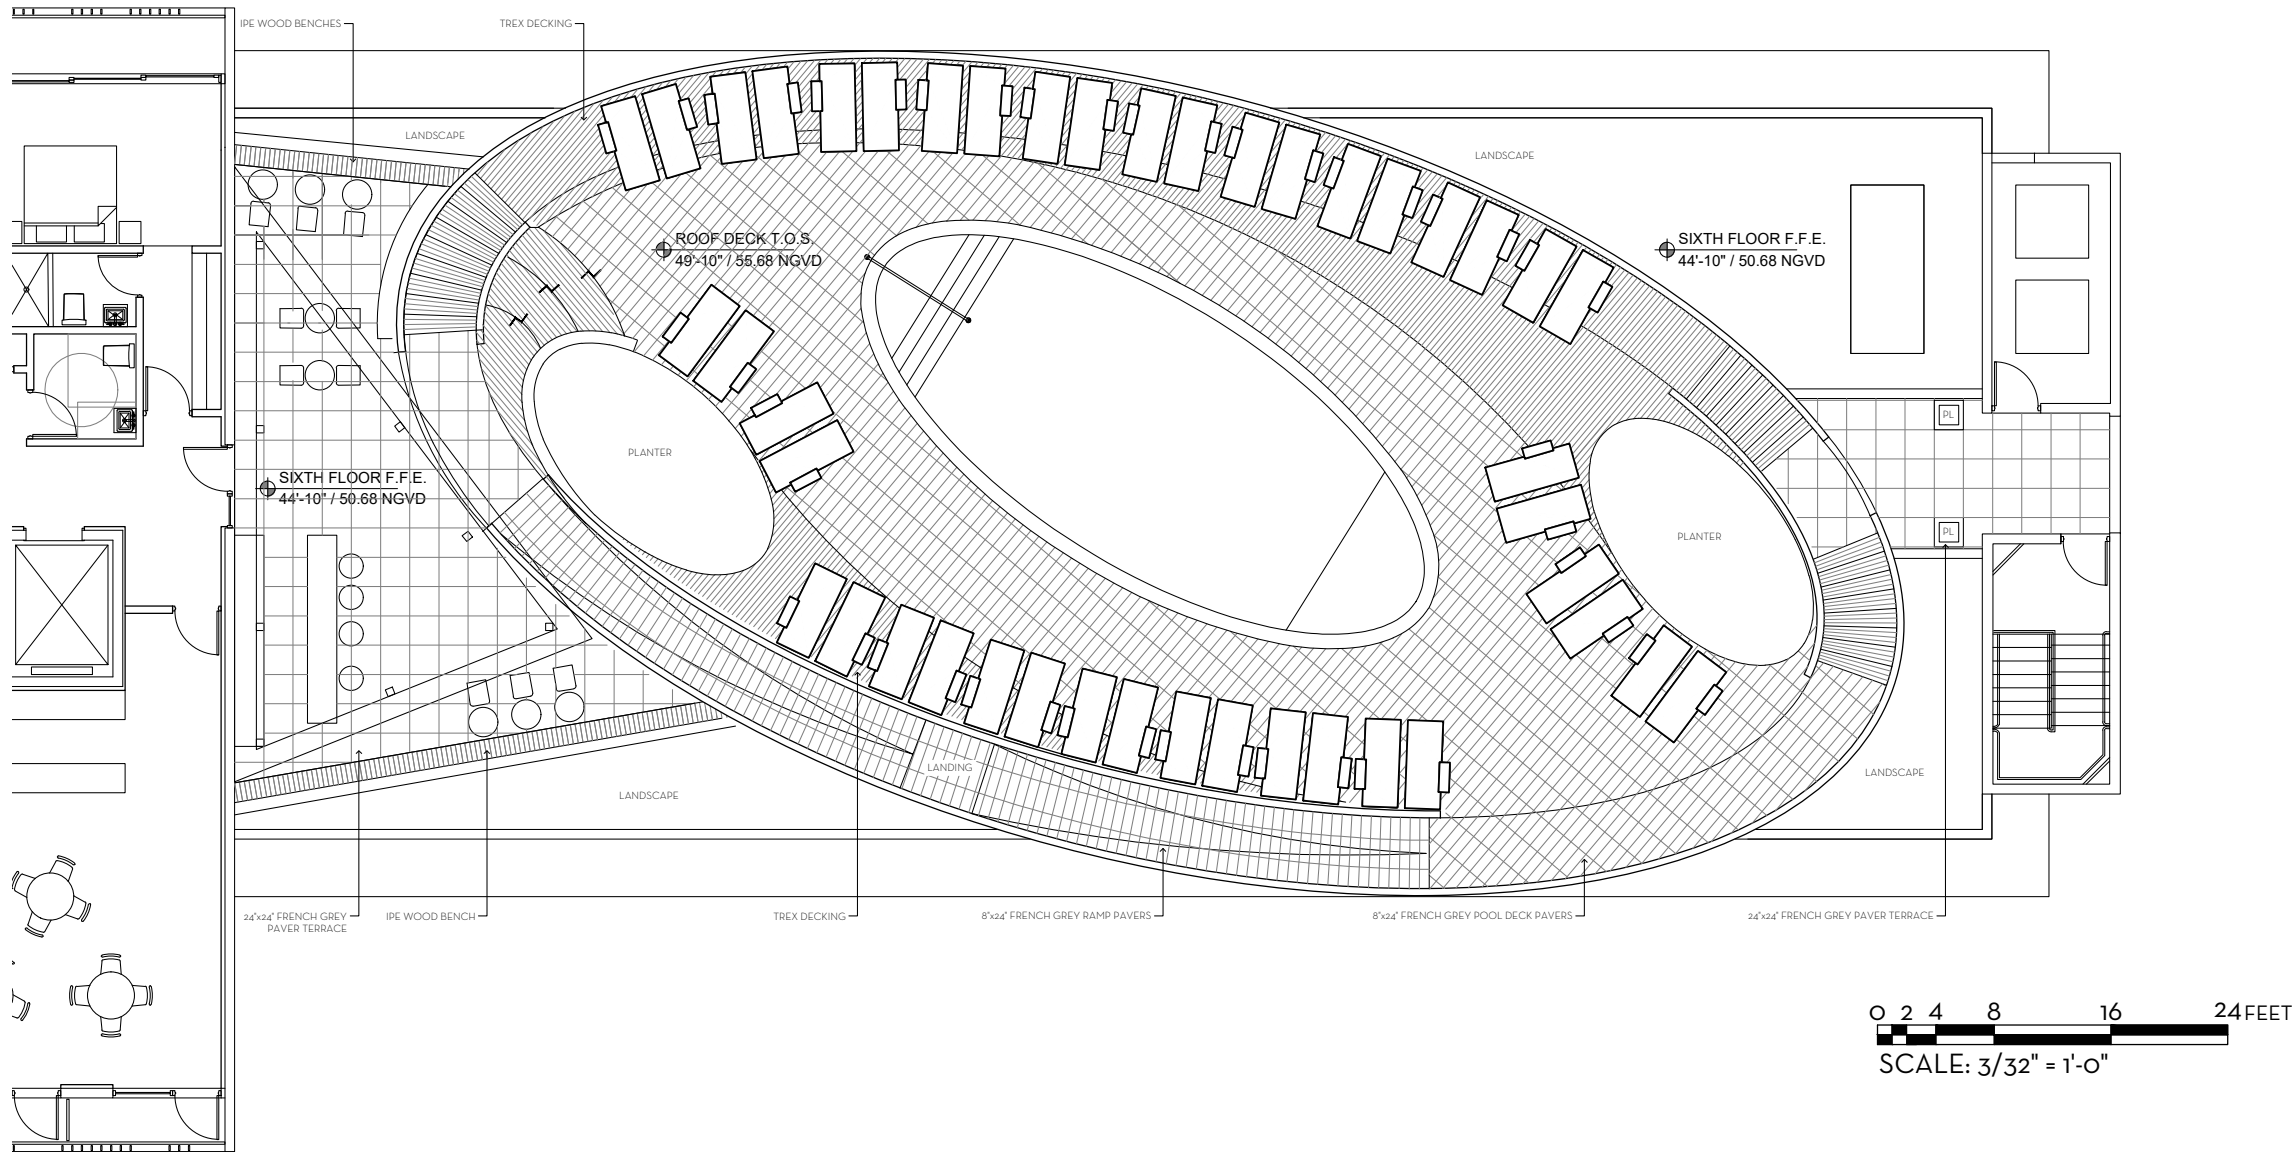 IPE WOOD BENCHES
TREX DECKING
LANDSCAPE
LANDSCAPE
ROOF DECK T.O.S.
49'-10" / 55.68 NGVD
SIXTH FLOOR F.F.E.
44'-10" / 50.68 NGVD
PL
PLANTER
SIXTH FLOOR F.F.E.
44'-10" / 50.68 NGVD
PL
PLANTER
LANDING
LANDSCAPE
LANDSCAPE
24"x24" FRENCH GREY
PAVER TERRACE
IPE WOOD BENCH
TREX DECKING
8"x24" FRENCH GREY RAMP PAVERS
8"x24" FRENCH GREY POOL DECK PAVERS
24"x24" FRENCH GREY PAVER TERRACE
0 2 4 8 16 24 FEET
SCALE: 3/32" = 1'-0"